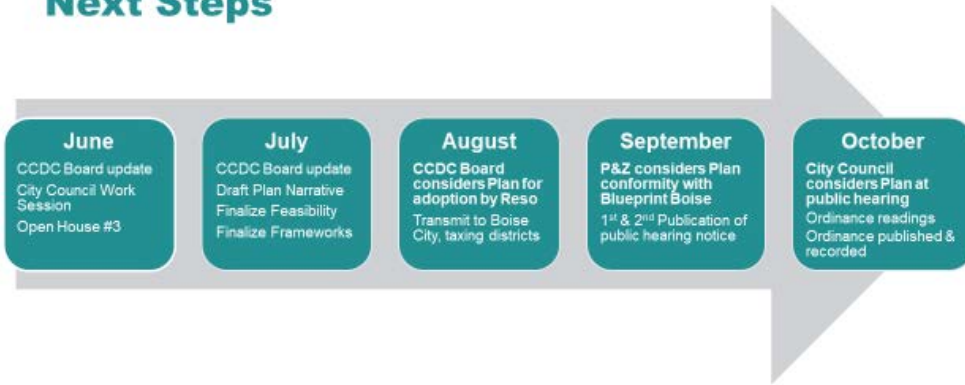 Next Steps
June
CCDC Board update
City Council Work
Session
Open House #3
July
CCDC Board update
Draft Plan Narrative
Finalize Feasibility
Finalize Frameworks
August
CCDC Board
considers Plan for
adoption by Reso
Transmit to Boise
City, taxing districts
September
P&Z considers Plan
conformity with
Blueprint Boise
1st & 2nd Publication of
public hearing notice
October
City Council
considers Plan at
public hearing
Ordinance readings
Ordinance published &
recorded